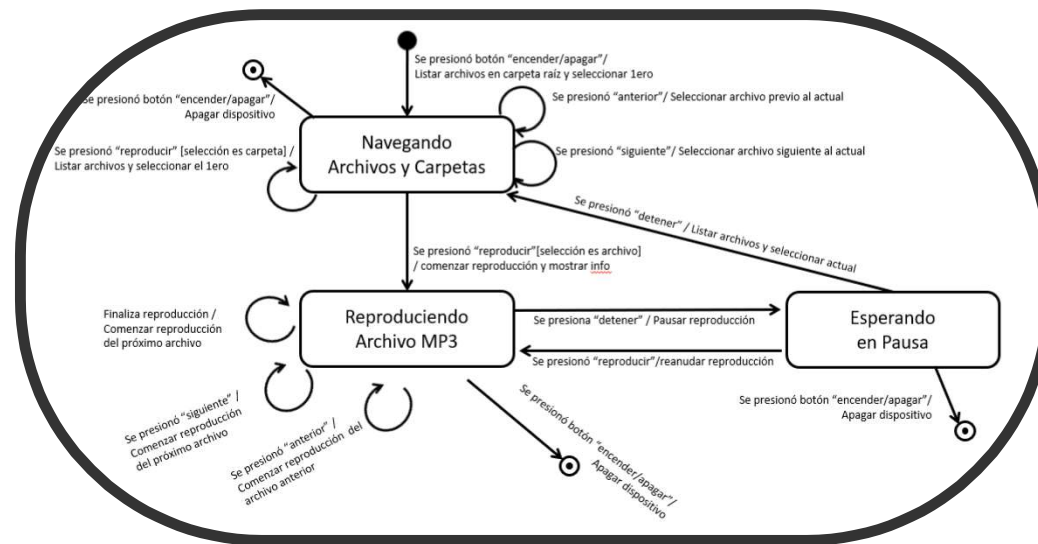 Se presionó botón “encender/apagar”/
Listar archivos en carpeta raíz y seleccionar 1ero
Se presionó botón “encender/apagar”/
Apagar dispositivo
Se presionó “anterior”/ Seleccionar archivo previo al actual
Navegando
Archivos y Carpetas
Se presionó “reproducir” [selección es carpeta] /
Listar archivos y seleccionar el 1ero
Se presionó “siguiente”/ Seleccionar archivo siguiente al actual
Se presionó “detener” / Listar archivos y seleccionar actual
Se presionó “reproducir”[selección es archivo]
/ comenzar reproducción y mostrar info
Finaliza reproducción /
Comenzar reproducción
del próximo archivo
Reproduciendo
Archivo MP3
Se presiona “detener” / Pausar reproducción
Esperando
en Pausa
Se presionó “reproducir”/reanudar reproducción
Se presionó “siguiente” /
Comenzar reproducción
del próximo archivo
Se presionó “anterior” /
Comenzar reproducción del
archivo anterior
Se presionó botón “encender/apagar”/
Apagar dispositivo
Se presionó botón “encender/apagar”/
Apagar dispositivo